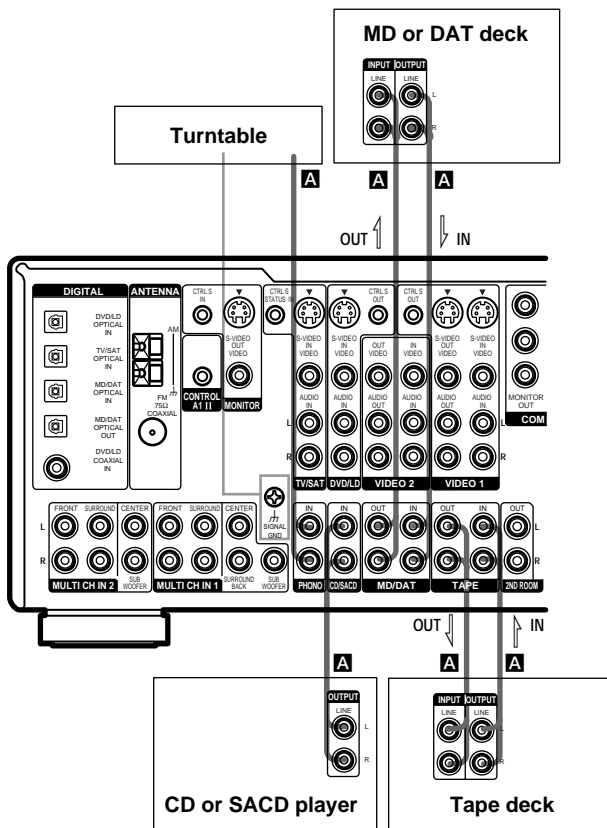 MD or DAT deck
INPUT OUTPUT
LINE LINE
L
R
Turntable
A
A A
OUT IN
DIGITAL
DVD/LD OPTICAL IN
TV/SAT OPTICAL IN
MD/DAT OPTICAL IN
MD/DAT OPTICAL OUT
DVD/LD COAXIAL IN
ANTENNA
AM
FM 75Ω COAXIAL
CTRL S IN
CONTROL A1 II
S-VIDEO OUT
VIDEO
MONITOR
CTRL S STATUS IN
S-VIDEO IN
VIDEO
AUDIO IN
L
R
TV/SAT
S-VIDEO IN
VIDEO
AUDIO IN
DVD/LD
CTRL S OUT
OUT VIDEO
AUDIO OUT
CTRL S OUT
IN VIDEO
AUDIO IN
VIDEO 2
S-VIDEO OUT
VIDEO
AUDIO OUT
S-VIDEO IN
VIDEO
AUDIO IN
VIDEO 1
L
R
MONITOR OUT
COM
L
R
FRONT SURROUND CENTER
SUB WOOFER
MULTI CH IN 2
FRONT SURROUND CENTER
MULTI CH IN 1
SURROUND BACK
SUB WOOFER
SIGNAL GND
IN
PHONO
IN
CD/SACD
OUT IN
MD/DAT
OUT IN
TAPE
OUT
L
R
2ND ROOM
OUT IN
A
A A
OUTPUT
LINE
L
R
CD or SACD player
INPUT OUTPUT
LINE LINE
L
R
Tape deck